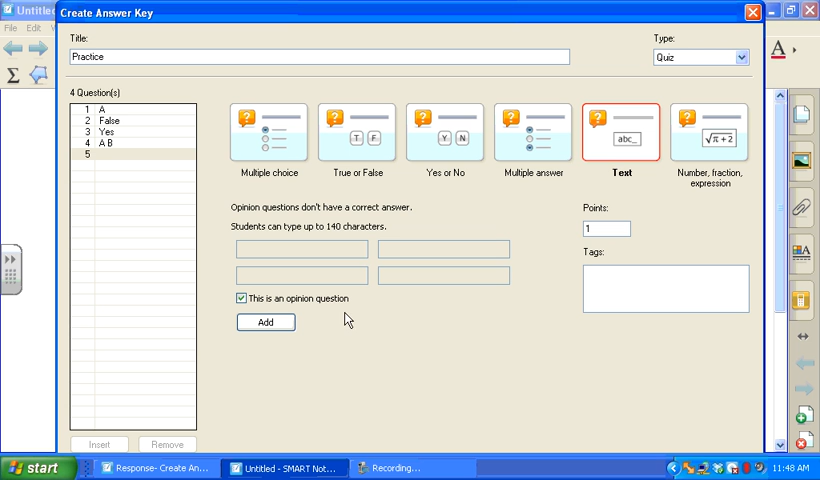 Untitled
Create Answer Key
File
Edit
V
Title:
Type:
Practice
Quiz
A
Σ
4 Question(s)
1 A
2 False
3 Yes
4 A B
5
T F
Y N
abc_
√π+2
Multiple choice
True or False
Yes or No
Multiple answer
Text
Number, fraction,
expression
Opinion questions don't have a correct answer.
Points:
Students can type up to 140 characters.
1
Tags:
This is an opinion question
Add
Insert
Remove
start
Response- Create An...
Untitled - SMART Not...
Recording...
11:48 AM